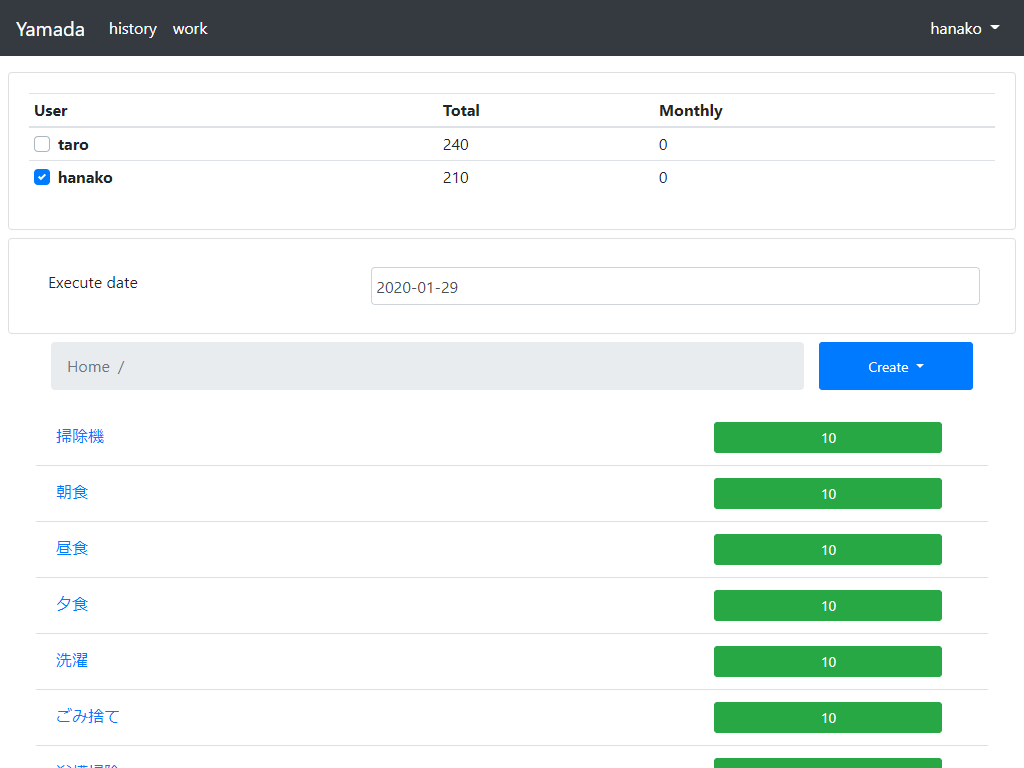 Yamada history work hanako
User Total Monthly
taro 240 0
hanako 210 0
Execute date 2020-01-29
Home / Create
掃除機 10
朝食 10
昼食 10
夕食 10
洗濯 10
ごみ捨て 10